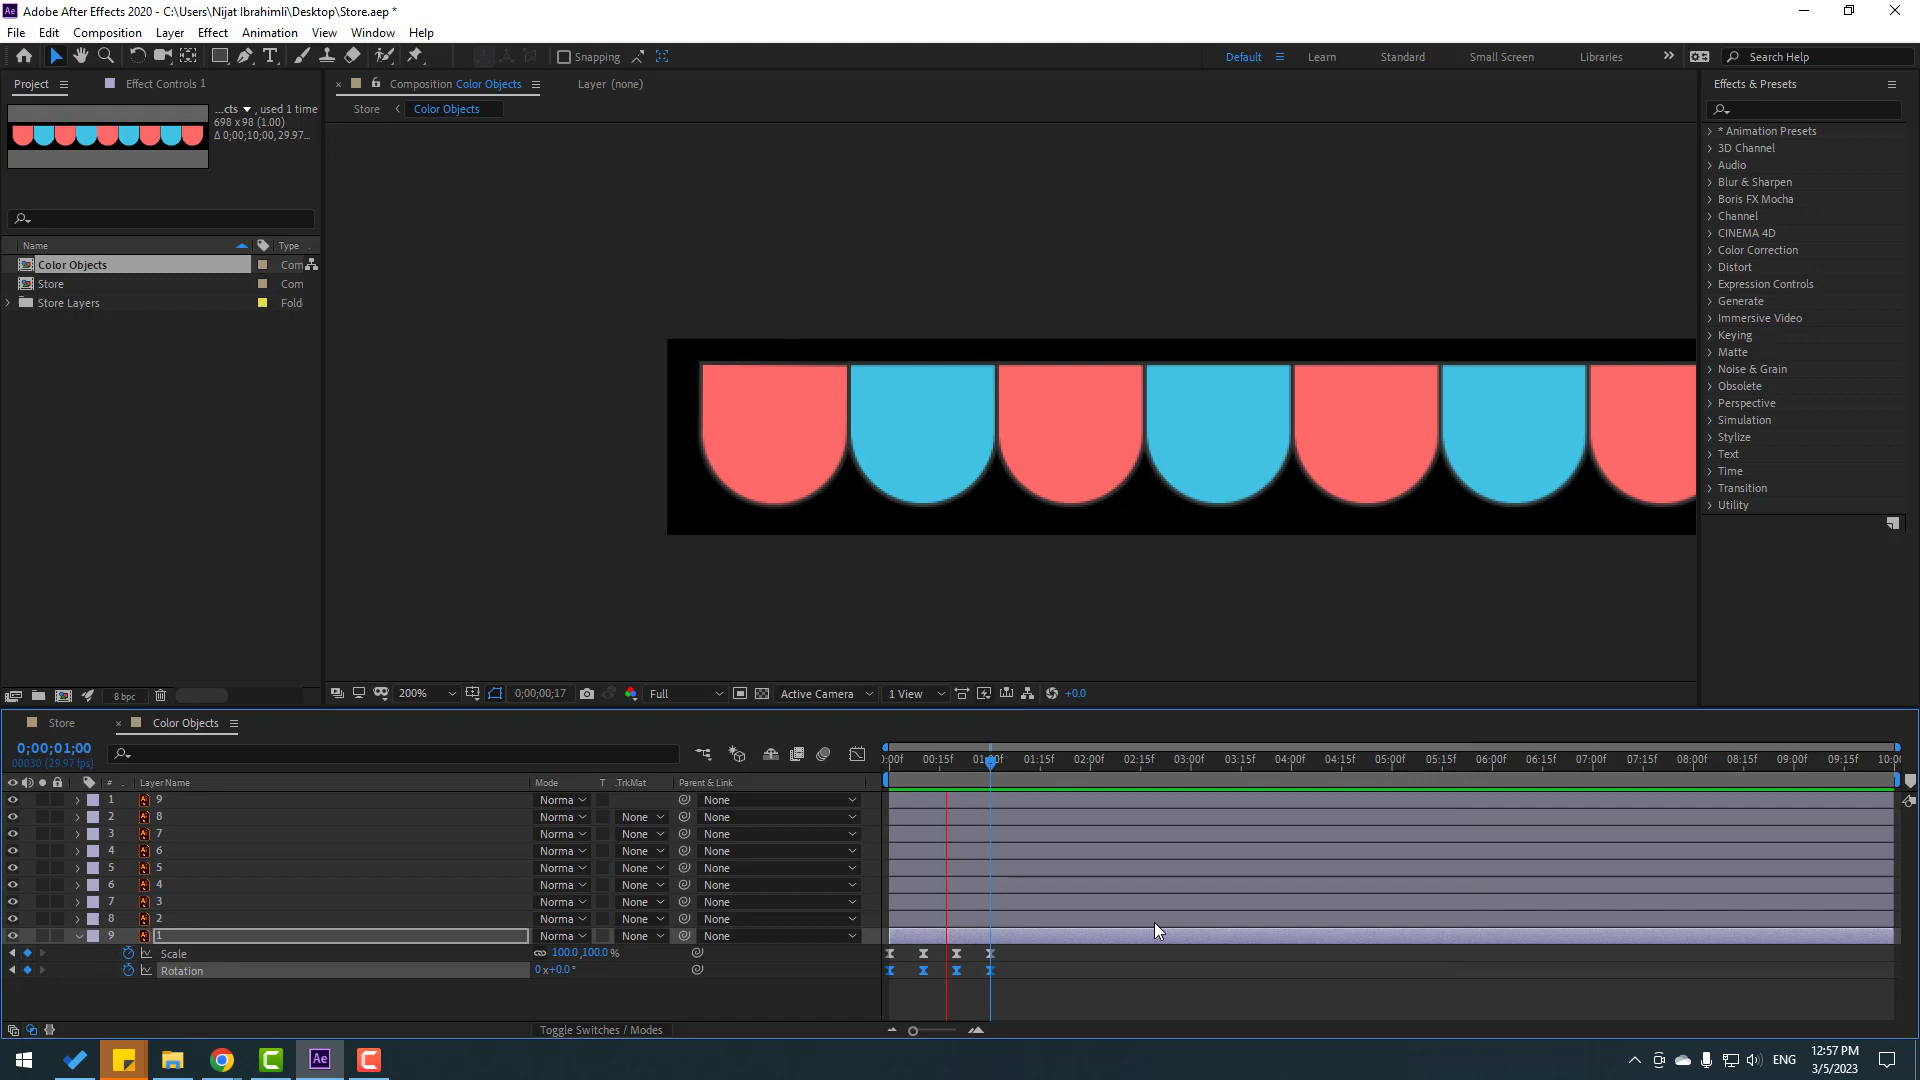 Adobe After Effects 2020 - C:\Users\Nijat Ibrahimli\Desktop\Store.aep *
File Edit Composition Layer Effect Animation View Window Help
Snapping
Default Learn Standard Small Screen Libraries Search Help
Project Effect Controls 1
Composition Color Objects Layer (none)
Effects & Presets
Store Color Objects
...cts , used 1 time
698 x 98 (1.00)
Δ 0;00;10;00, 29.97...
Name Type
Color Objects Com
Store Com
Store Layers Fold
* Animation Presets
3D Channel
Audio
Blur & Sharpen
Boris FX Mocha
Channel
CINEMA 4D
Color Correction
Distort
Expression Controls
Generate
Immersive Video
Keying
Matte
Noise & Grain
Obsolete
Perspective
Simulation
Stylize
Text
Time
Transition
Utility
8 bpc
200% 0;00;00;17 Full Active Camera 1 View +0.0
Store Color Objects
0;00;01;00
00030 (29.97 fps)
:00f 00:15f 01:00f 01:15f 02:00f 02:15f 03:00f 03:15f 04:00f 04:15f 05:00f 05:15f 06:00f 06:15f 07:00f 07:15f 08:00f 08:15f 09:00f 09:15f 10:00
# Layer Name Mode T .TrkMat Parent & Link
1 9 Norma None
2 8 Norma None None
3 7 Norma None None
4 6 Norma None None
5 5 Norma None None
6 4 Norma None None
7 3 Norma None None
8 2 Norma None None
9 1 Norma None None
Scale 100.0,100.0 %
Rotation 0x+0.0°
Toggle Switches / Modes
Ae
ENG
12:57 PM
3/5/2023